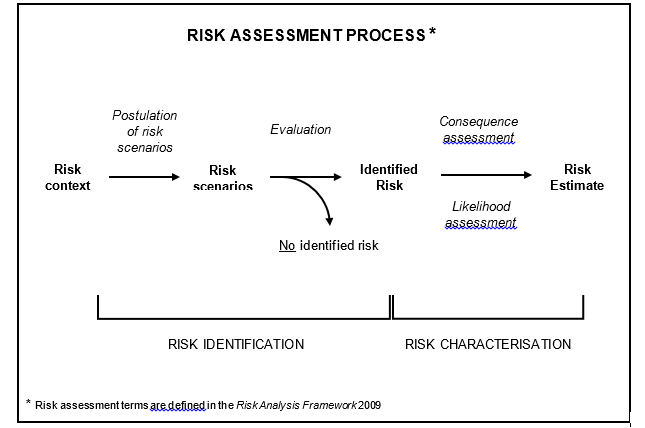 RISK ASSESSMENT PROCESS *
Postulation
of risk
scenarios
Evaluation
Consequence
assessment
Risk
context
Risk
scenarios
Identified
Risk
Risk
Estimate
Likelihood
assessment
No identified risk
RISK IDENTIFICATION
RISK CHARACTERISATION
* Risk assessment terms are defined in the Risk Analysis Framework 2009